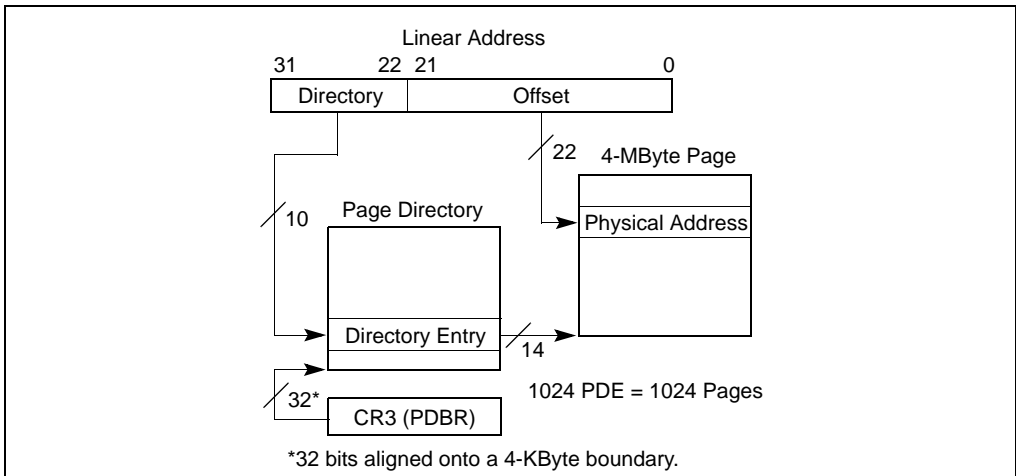 Linear Address
31 22 21 0
Directory Offset
22
4-MByte Page
Physical Address
10
Page Directory
Directory Entry
14
1024 PDE = 1024 Pages
32*
CR3 (PDBR)
*32 bits aligned onto a 4-KByte boundary.